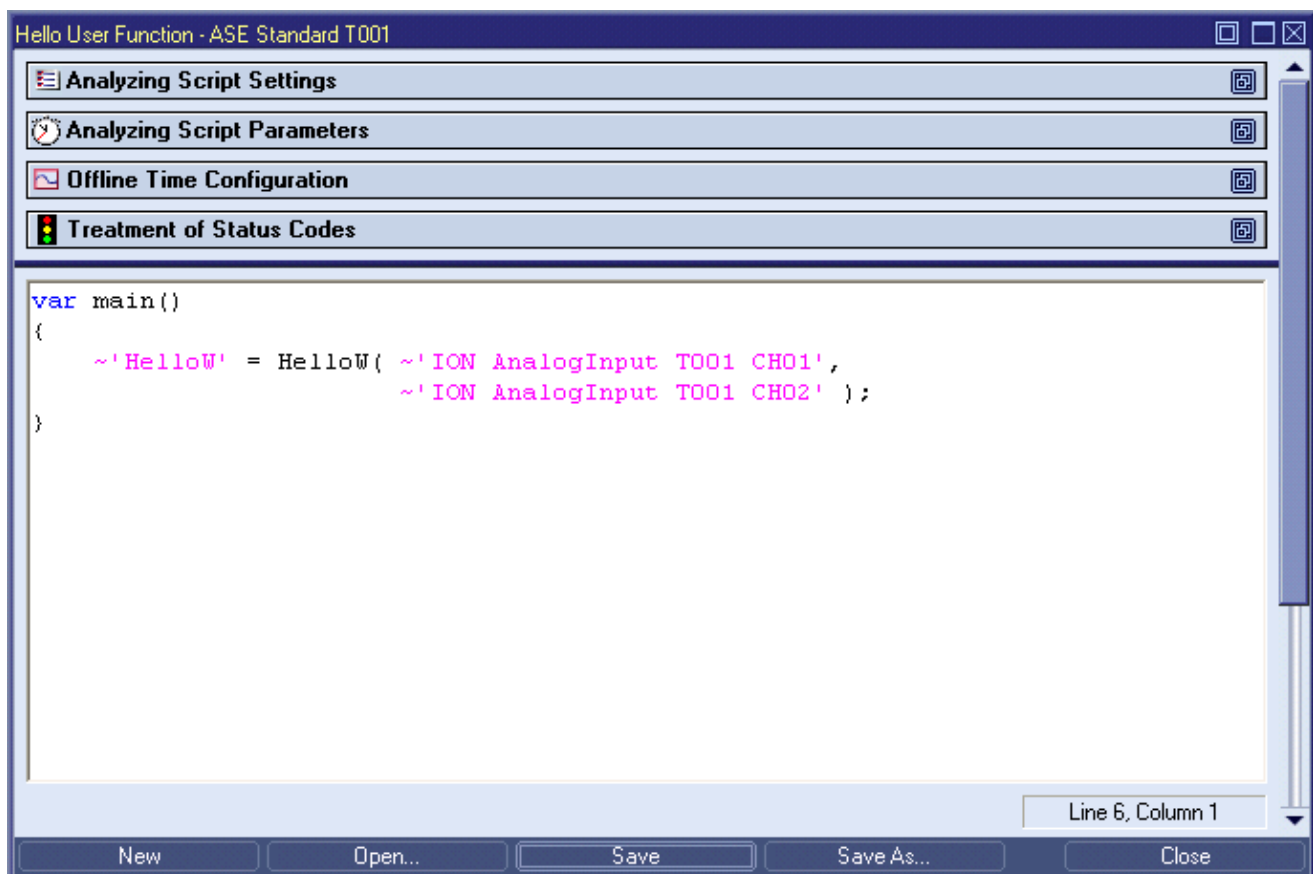 Hello User Function - ASE Standard T001
Analyzing Script Settings
Analyzing Script Parameters
Offline Time Configuration
Treatment of Status Codes
var main()
{
    ~'HelloW' = HelloW( ~'ION AnalogInput T001 CH01',
                        ~'ION AnalogInput T001 CH02' );
}
Line 6, Column 1
New Open... Save Save As... Close